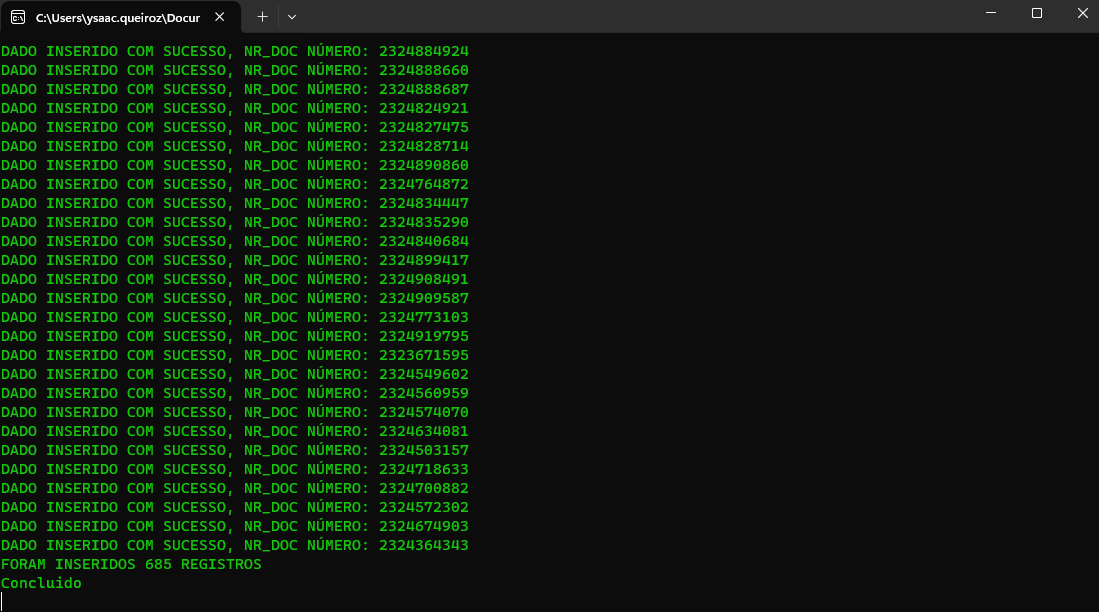 C:\Users\ysaac.queiroz\Docur
DADO INSERIDO COM SUCESSO, NR_DOC NÚMERO: 2324884924
DADO INSERIDO COM SUCESSO, NR_DOC NÚMERO: 2324888660
DADO INSERIDO COM SUCESSO, NR_DOC NÚMERO: 2324888687
DADO INSERIDO COM SUCESSO, NR_DOC NÚMERO: 2324824921
DADO INSERIDO COM SUCESSO, NR_DOC NÚMERO: 2324827475
DADO INSERIDO COM SUCESSO, NR_DOC NÚMERO: 2324828714
DADO INSERIDO COM SUCESSO, NR_DOC NÚMERO: 2324890860
DADO INSERIDO COM SUCESSO, NR_DOC NÚMERO: 2324764872
DADO INSERIDO COM SUCESSO, NR_DOC NÚMERO: 2324834447
DADO INSERIDO COM SUCESSO, NR_DOC NÚMERO: 2324835290
DADO INSERIDO COM SUCESSO, NR_DOC NÚMERO: 2324840684
DADO INSERIDO COM SUCESSO, NR_DOC NÚMERO: 2324899417
DADO INSERIDO COM SUCESSO, NR_DOC NÚMERO: 2324908491
DADO INSERIDO COM SUCESSO, NR_DOC NÚMERO: 2324909587
DADO INSERIDO COM SUCESSO, NR_DOC NÚMERO: 2324773103
DADO INSERIDO COM SUCESSO, NR_DOC NÚMERO: 2324919795
DADO INSERIDO COM SUCESSO, NR_DOC NÚMERO: 2323671595
DADO INSERIDO COM SUCESSO, NR_DOC NÚMERO: 2324549602
DADO INSERIDO COM SUCESSO, NR_DOC NÚMERO: 2324560959
DADO INSERIDO COM SUCESSO, NR_DOC NÚMERO: 2324574070
DADO INSERIDO COM SUCESSO, NR_DOC NÚMERO: 2324634081
DADO INSERIDO COM SUCESSO, NR_DOC NÚMERO: 2324503157
DADO INSERIDO COM SUCESSO, NR_DOC NÚMERO: 2324718633
DADO INSERIDO COM SUCESSO, NR_DOC NÚMERO: 2324700882
DADO INSERIDO COM SUCESSO, NR_DOC NÚMERO: 2324572302
DADO INSERIDO COM SUCESSO, NR_DOC NÚMERO: 2324674903
DADO INSERIDO COM SUCESSO, NR_DOC NÚMERO: 2324364343
FORAM INSERIDOS 685 REGISTROS
Concluido